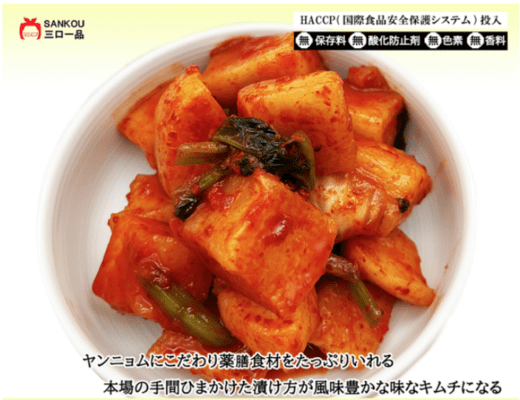 SANKOU
三口一品
HACCP(国際食品安全保護システム)投入
無 保存料 無 酸化防止剤 無 色素 無 香料
ヤンニョムにこだわり薬膳食材をたっぷりいれる
本場の手間ひまかけた漬け方が風味豊かな味なキムチになる